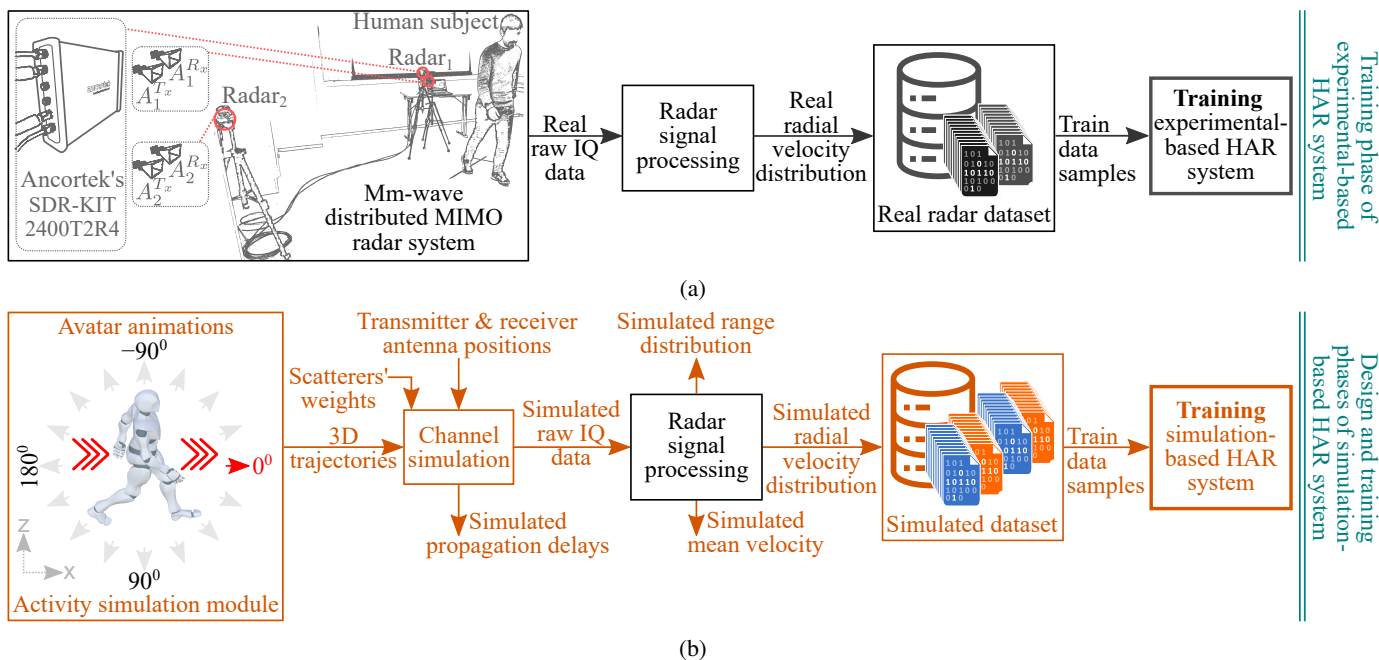 Human subject
Radar₁
A₁ᴿˣ
A₁ᵀˣ
Radar₂
A₂ᴿˣ
A₂ᵀˣ
Ancortek's
SDR-KIT
2400T2R4
Mm-wave
distributed MIMO
radar system
Real
raw IQ
data
Radar
signal
processing
Real
radial
velocity
distribution
Real radar dataset
Train
data
samples
Training
experimental-
based HAR
system
Training phase of
experimental-based
HAR system
(a)
Avatar animations
−90⁰
180⁰
0⁰
90⁰
Z
X
Activity simulation module
3D
trajectories
Transmitter & receiver
antenna positions
Scatterers'
weights
Channel
simulation
Simulated
propagation delays
Simulated
raw IQ
data
Simulated range
distribution
Radar
signal
processing
Simulated
mean velocity
Simulated
radial
velocity
distribution
Simulated dataset
Train
data
samples
Training
simulation-
based HAR
system
Design and training
phases of simulation-
based HAR system
(b)